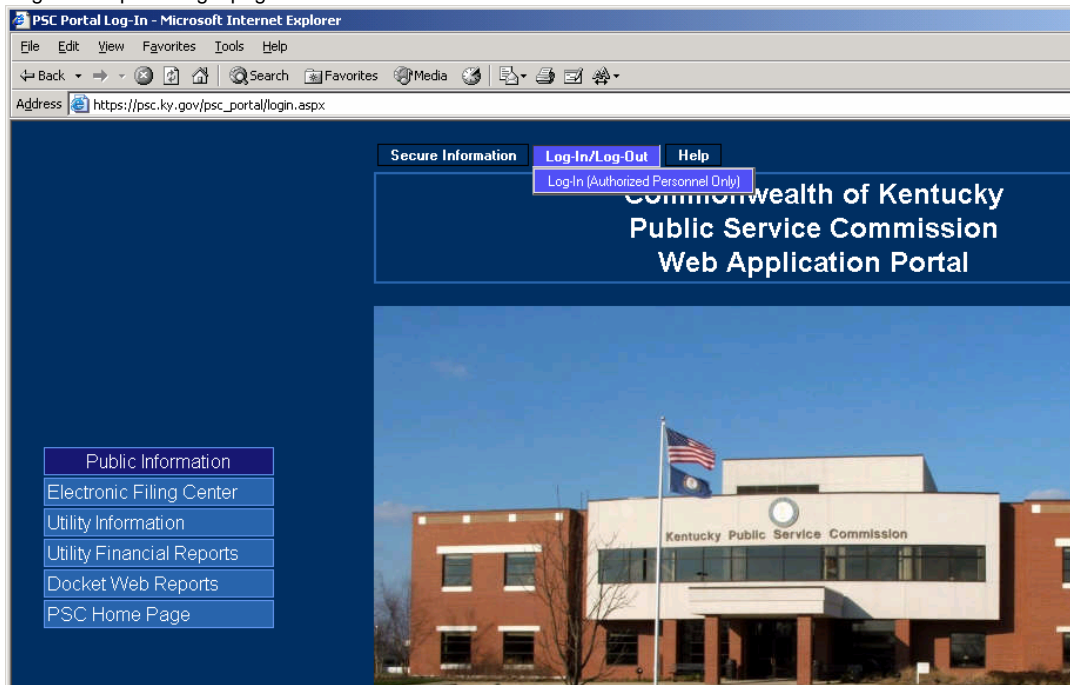 PSC Portal Log-In - Microsoft Internet Explorer
File Edit View Favorites Tools Help
Back Search Favorites Media
Address https://psc.ky.gov/psc_portal/login.aspx
Secure Information Log-In/Log-Out Help
Log-In (Authorized Personnel Only)
Commonwealth of Kentucky
Public Service Commission
Web Application Portal
Public Information
Electronic Filing Center
Utility Information
Utility Financial Reports
Docket Web Reports
PSC Home Page
Kentucky Public Service Commission